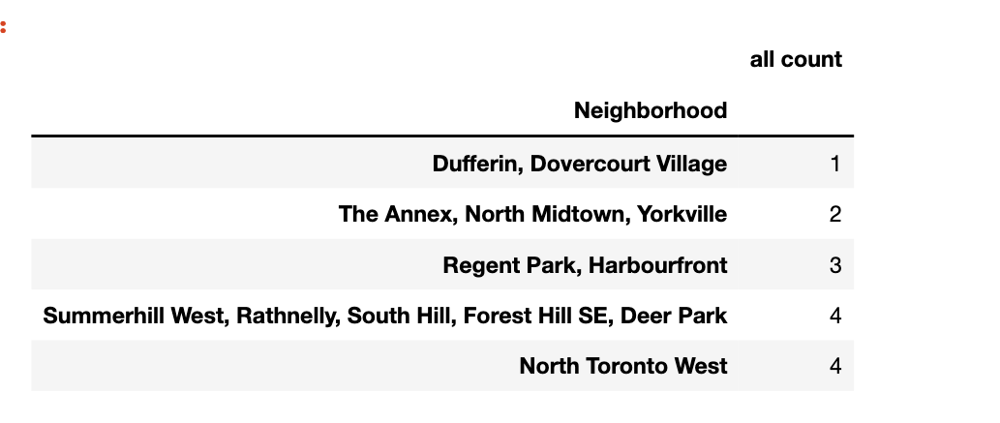 :
all count
Neighborhood
Dufferin, Dovercourt Village 1
The Annex, North Midtown, Yorkville 2
Regent Park, Harbourfront 3
Summerhill West, Rathnelly, South Hill, Forest Hill SE, Deer Park 4
North Toronto West 4